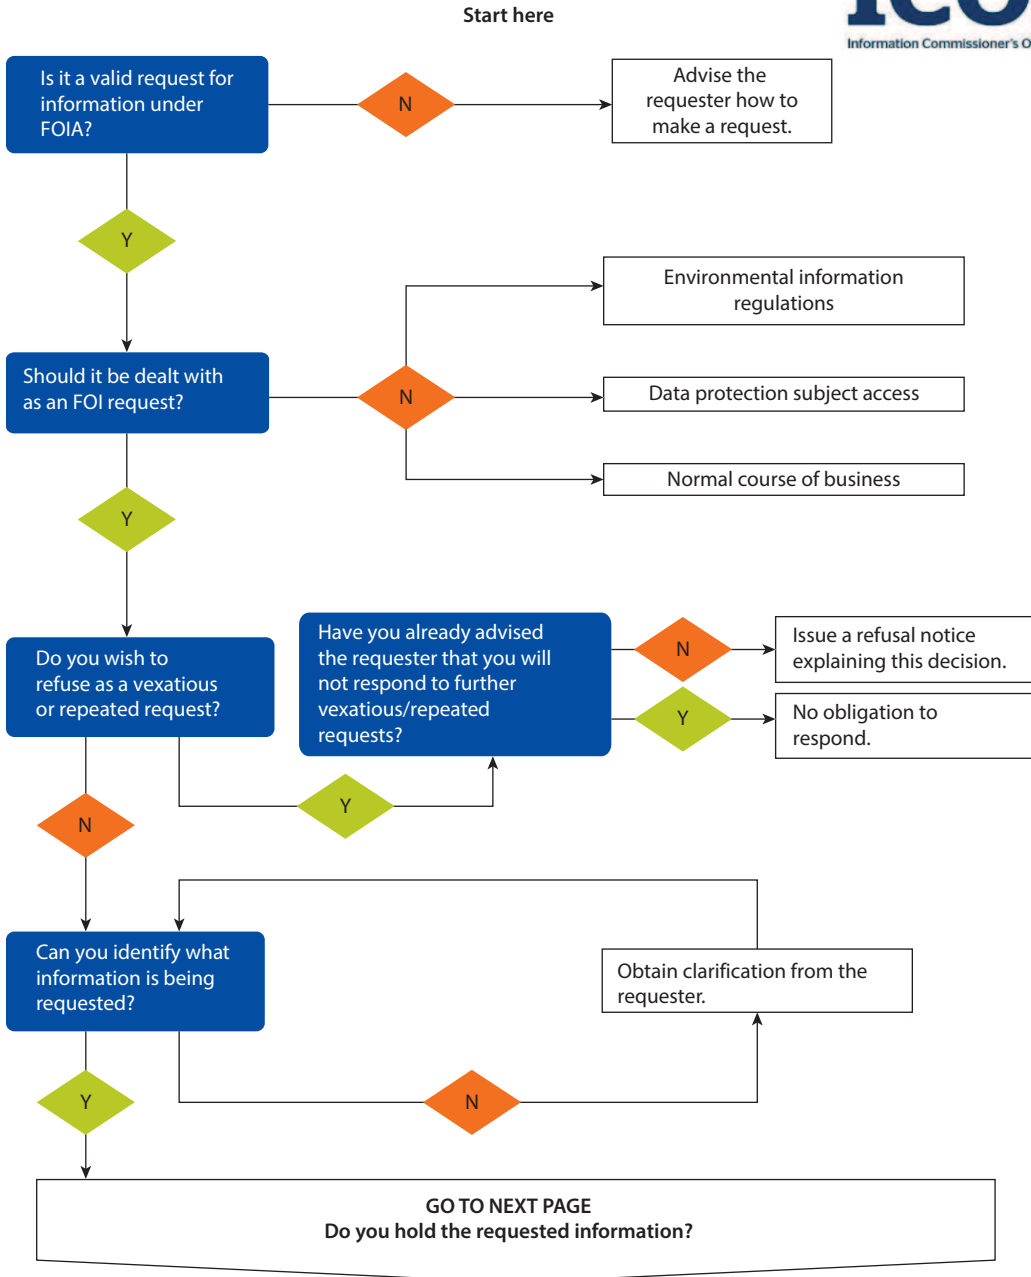 Start here
ico
Information Commissioner's O
Is it a valid request for
information under
FOIA?
N
Advise the
requester how to
make a request.
Y
Environmental information
regulations
Should it be dealt with
as an FOI request?
N
Data protection subject access
Normal course of business
Y
Do you wish to
refuse as a vexatious
or repeated request?
Have you already advised
the requester that you will
not respond to further
vexatious/repeated
requests?
N
Issue a refusal notice
explaining this decision.
Y
No obligation to
respond.
Y
N
Can you identify what
information is being
requested?
Obtain clarification from the
requester.
Y
N
GO TO NEXT PAGE
Do you hold the requested information?